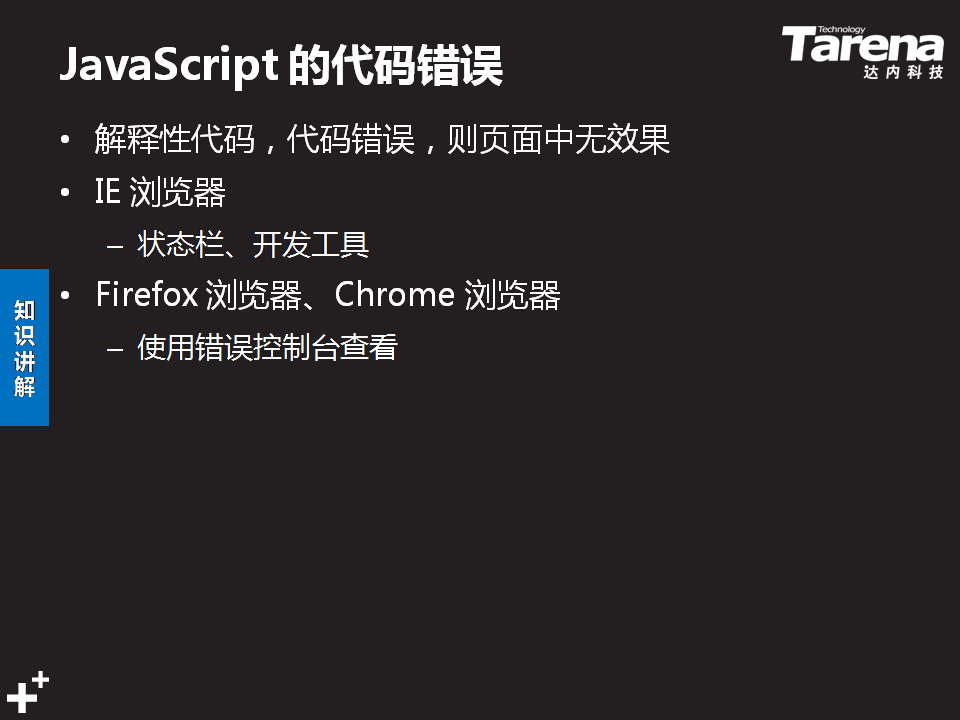 JavaScript 的代码错误
Technology
Tarena
达内科技
• 解释性代码，代码错误，则页面中无效果
• IE 浏览器
– 状态栏、开发工具
• Firefox 浏览器、Chrome 浏览器
– 使用错误控制台查看
知识讲解